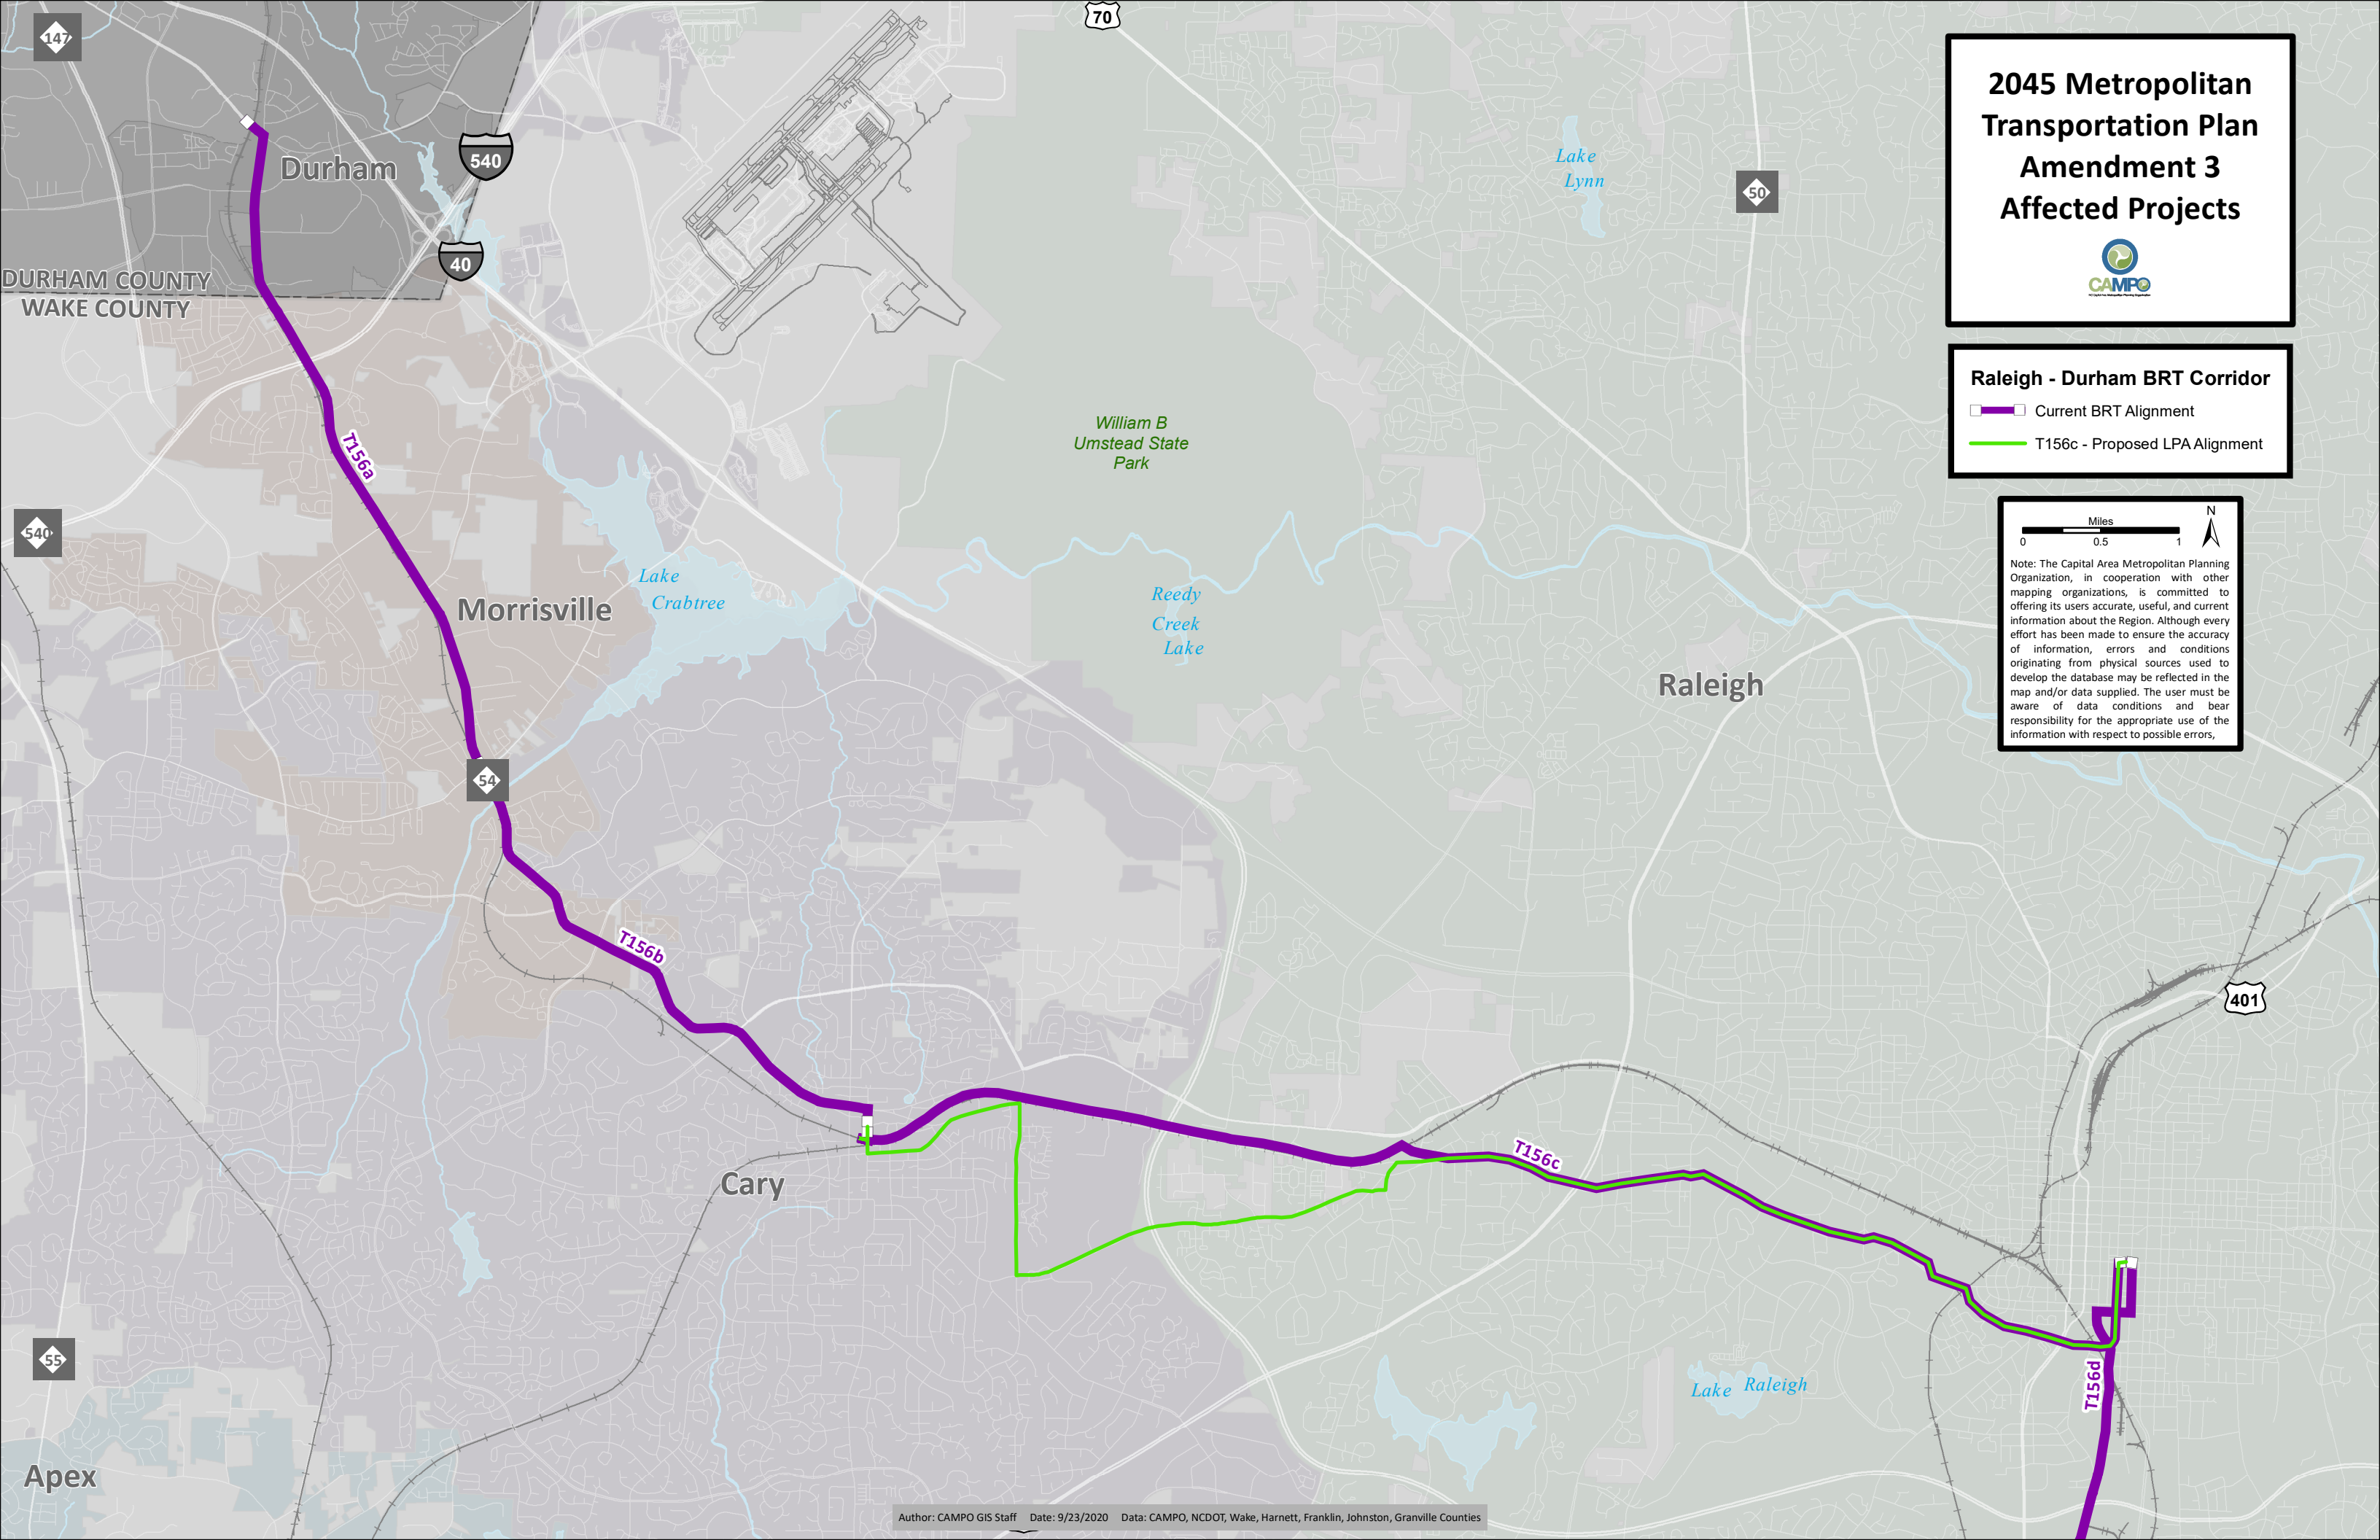 147
70
2045 Metropolitan
Transportation Plan
Amendment 3
Affected Projects
CAMPO
NC Capital Area Metropolitan Planning Organization
Durham
540
40
DURHAM COUNTY
WAKE COUNTY
Lake
Lynn
50
Raleigh - Durham BRT Corridor
Current BRT Alignment
T156c - Proposed LPA Alignment
William B
Umstead State
Park
T156a
540
Miles
N
0 0.5 1
Note: The Capital Area Metropolitan Planning
Organization, in cooperation with other
mapping organizations, is committed to
offering its users accurate, useful, and current
information about the Region. Although every
effort has been made to ensure the accuracy
of information, errors and conditions
originating from physical sources used to
develop the database may be reflected in the
map and/or data supplied. The user must be
aware of data conditions and bear
responsibility for the appropriate use of the
information with respect to possible errors,
Lake
Crabtree
Morrisville
Reedy
Creek
Lake
Raleigh
54
T156b
401
T156c
Cary
55
T156d
Lake Raleigh
Apex
Author: CAMPO GIS Staff Date: 9/23/2020 Data: CAMPO, NCDOT, Wake, Harnett, Franklin, Johnston, Granville Counties